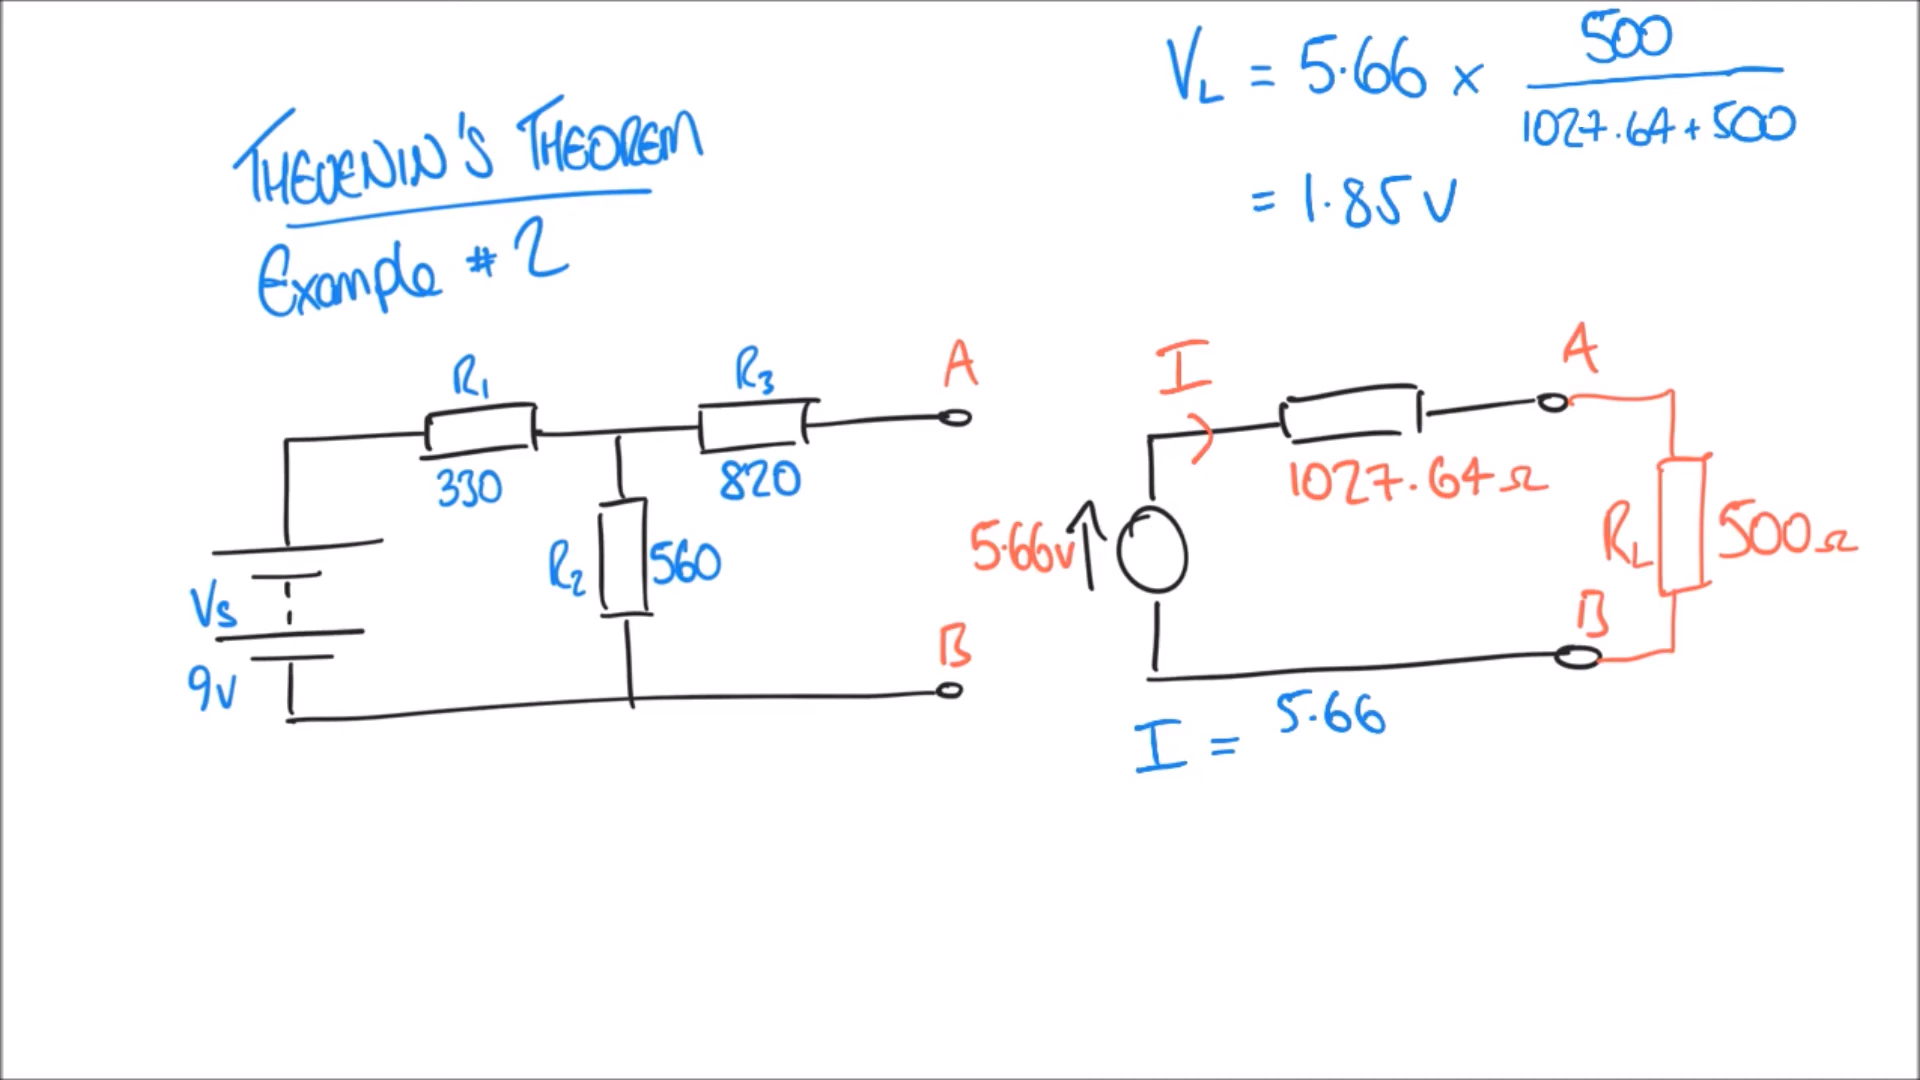 THEVENIN'S THEOREM
Example #2
V_L = 5.66 × 500
1027.64 + 500
= 1.85 V
R1
330
R3
820
A
R2
560
Vs
9v
B
I
A
1027.64Ω
5.66v
RL
500Ω
B
I = 5.66